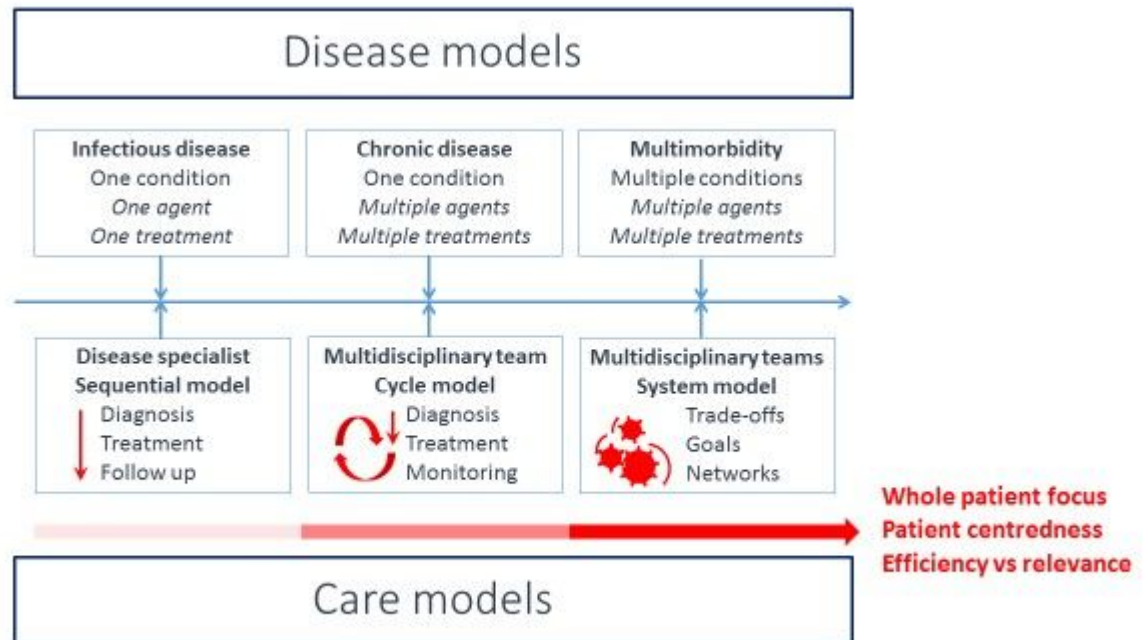 Disease models
Infectious disease
One condition
One agent
One treatment
Chronic disease
One condition
Multiple agents
Multiple treatments
Multimorbidity
Multiple conditions
Multiple agents
Multiple treatments
Disease specialist
Sequential model
Diagnosis
Treatment
Follow up
Multidisciplinary team
Cycle model
Diagnosis
Treatment
Monitoring
Multidisciplinary teams
System model
Trade-offs
Goals
Networks
Whole patient focus
Patient centredness
Efficiency vs relevance
Care models